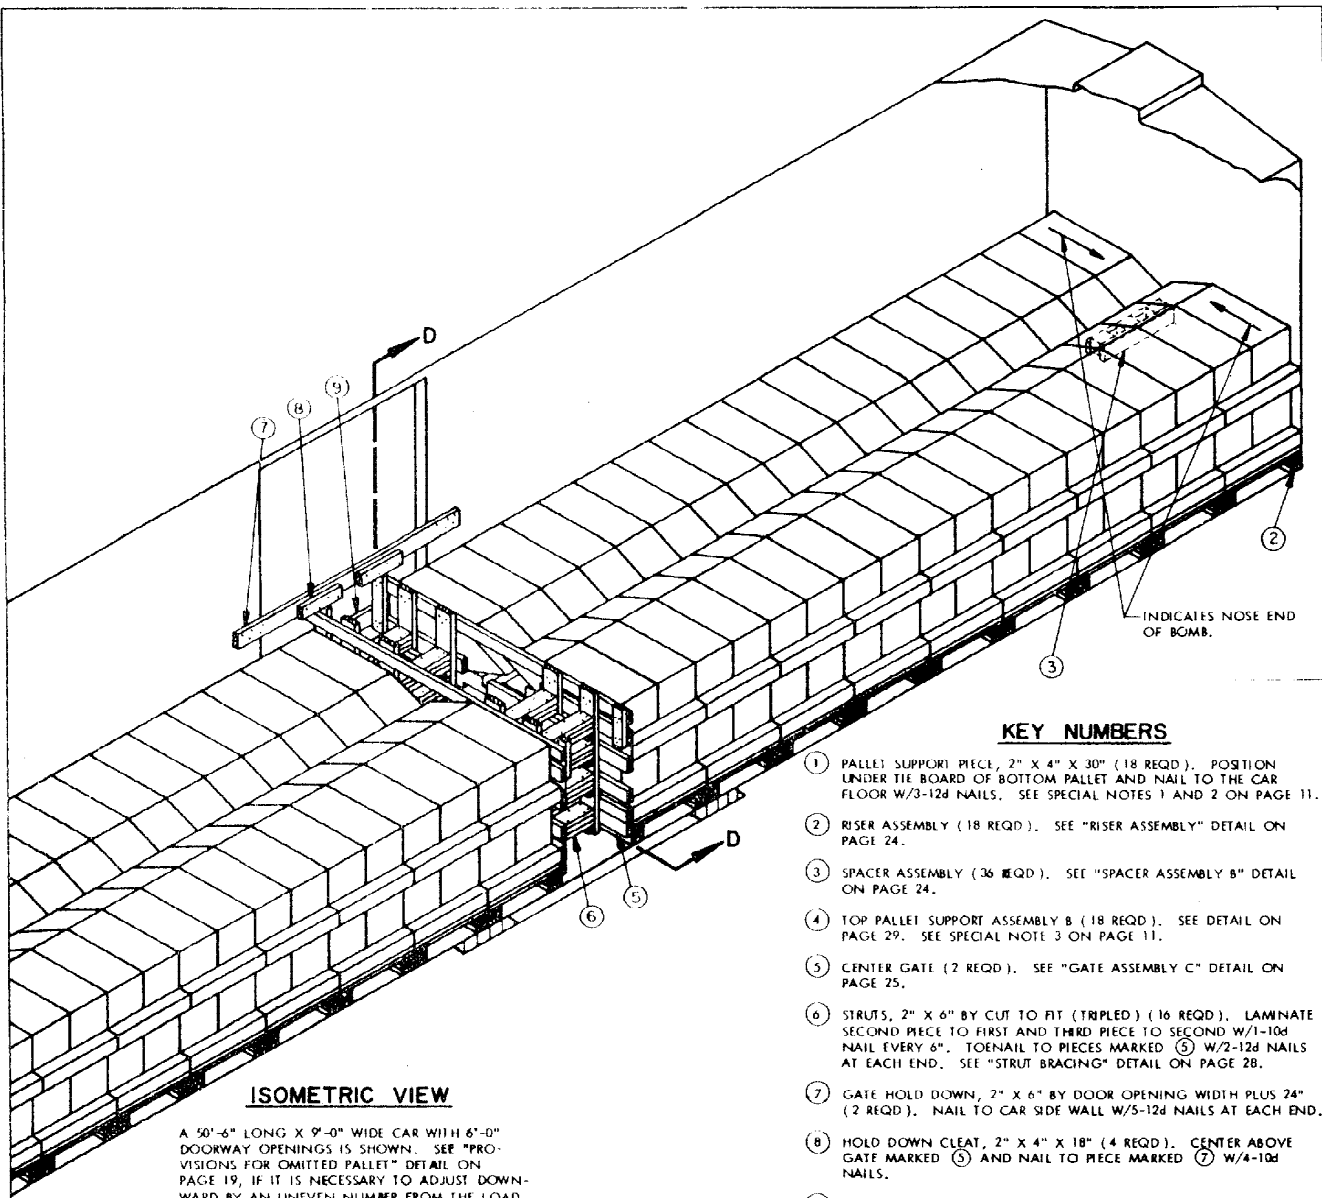 D
9
8
7
2
INDICATES NOSE END
OF BOMB.
3
D
5
6
KEY NUMBERS
1 PALLET SUPPORT PIECE, 2" X 4" X 30" (18 REQD). POSITION
UNDER TIE BOARD OF BOTTOM PALLET AND NAIL TO THE CAR
FLOOR W/3-12d NAILS. SEE SPECIAL NOTES 1 AND 2 ON PAGE 11.
2 RISER ASSEMBLY (18 REQD). SEE "RISER ASSEMBLY" DETAIL ON
PAGE 24.
3 SPACER ASSEMBLY (36 REQD). SEE "SPACER ASSEMBLY B" DETAIL
ON PAGE 24.
4 TOP PALLET SUPPORT ASSEMBLY B (18 REQD). SEE DETAIL ON
PAGE 29. SEE SPECIAL NOTE 3 ON PAGE 11.
5 CENTER GATE (2 REQD). SEE "GATE ASSEMBLY C" DETAIL ON
PAGE 25.
6 STRUTS, 2" X 6" BY CUT TO FIT (TRIPLED) (16 REQD). LAMINATE
SECOND PIECE TO FIRST AND THIRD PIECE TO SECOND W/1-10d
NAIL EVERY 6". TOENAIL TO PIECES MARKED 5 W/2-12d NAILS
AT EACH END. SEE "STRUT BRACING" DETAIL ON PAGE 28.
7 GATE HOLD DOWN, 2" X 6" BY DOOR OPENING WIDTH PLUS 24"
(2 REQD). NAIL TO CAR SIDE WALL W/5-12d NAILS AT EACH END.
8 HOLD DOWN CLEAT, 2" X 4" X 18" (4 REQD). CENTER ABOVE
GATE MARKED 5 AND NAIL TO PIECE MARKED 7 W/4-10d
NAILS.
ISOMETRIC VIEW
A 50'-6" LONG X 9'-0" WIDE CAR WITH 6'-0"
DOORWAY OPENINGS IS SHOWN. SEE "PRO-
VISIONS FOR OMITTED PALLET" DETAIL ON
PAGE 19, IF IT IS NECESSARY TO ADJUST DOWN-
WARD BY AN UNEVEN NUMBER FROM THE LOAD